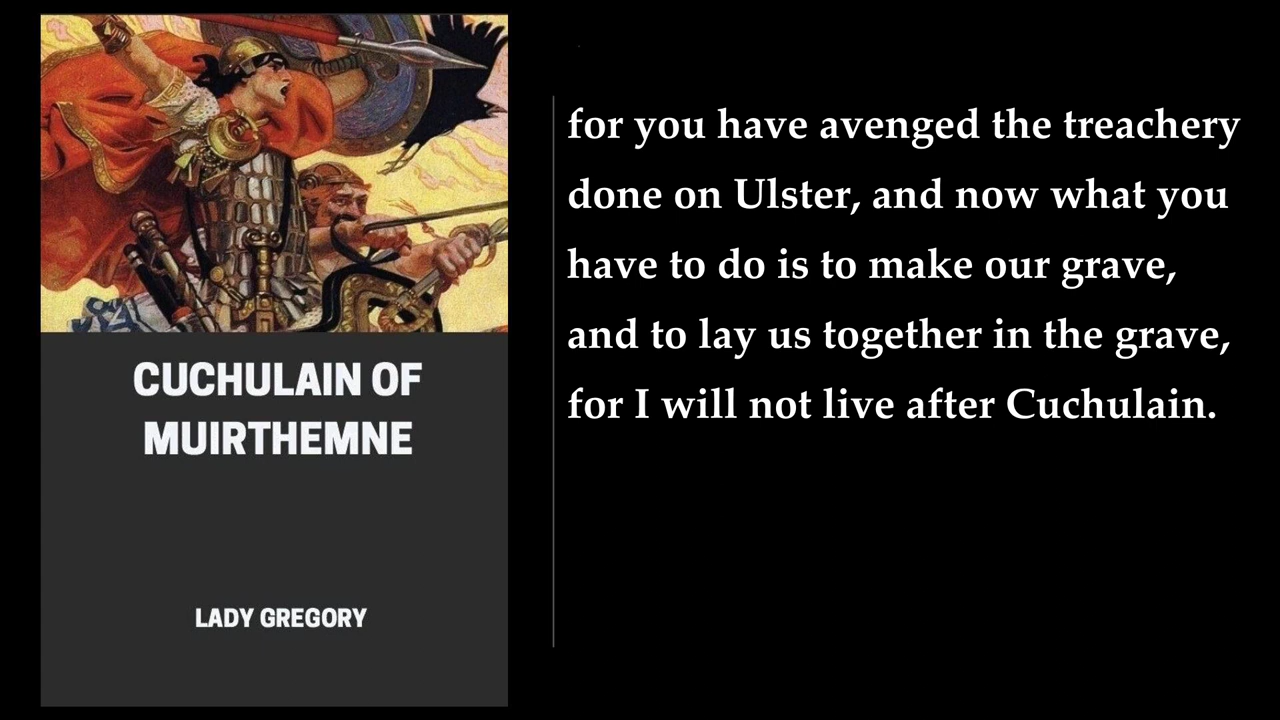 CUCHULAIN OF
MUIRTHEMNE
LADY GREGORY
for you have avenged the treachery
done on Ulster, and now what you
have to do is to make our grave,
and to lay us together in the grave,
for I will not live after Cuchulain.